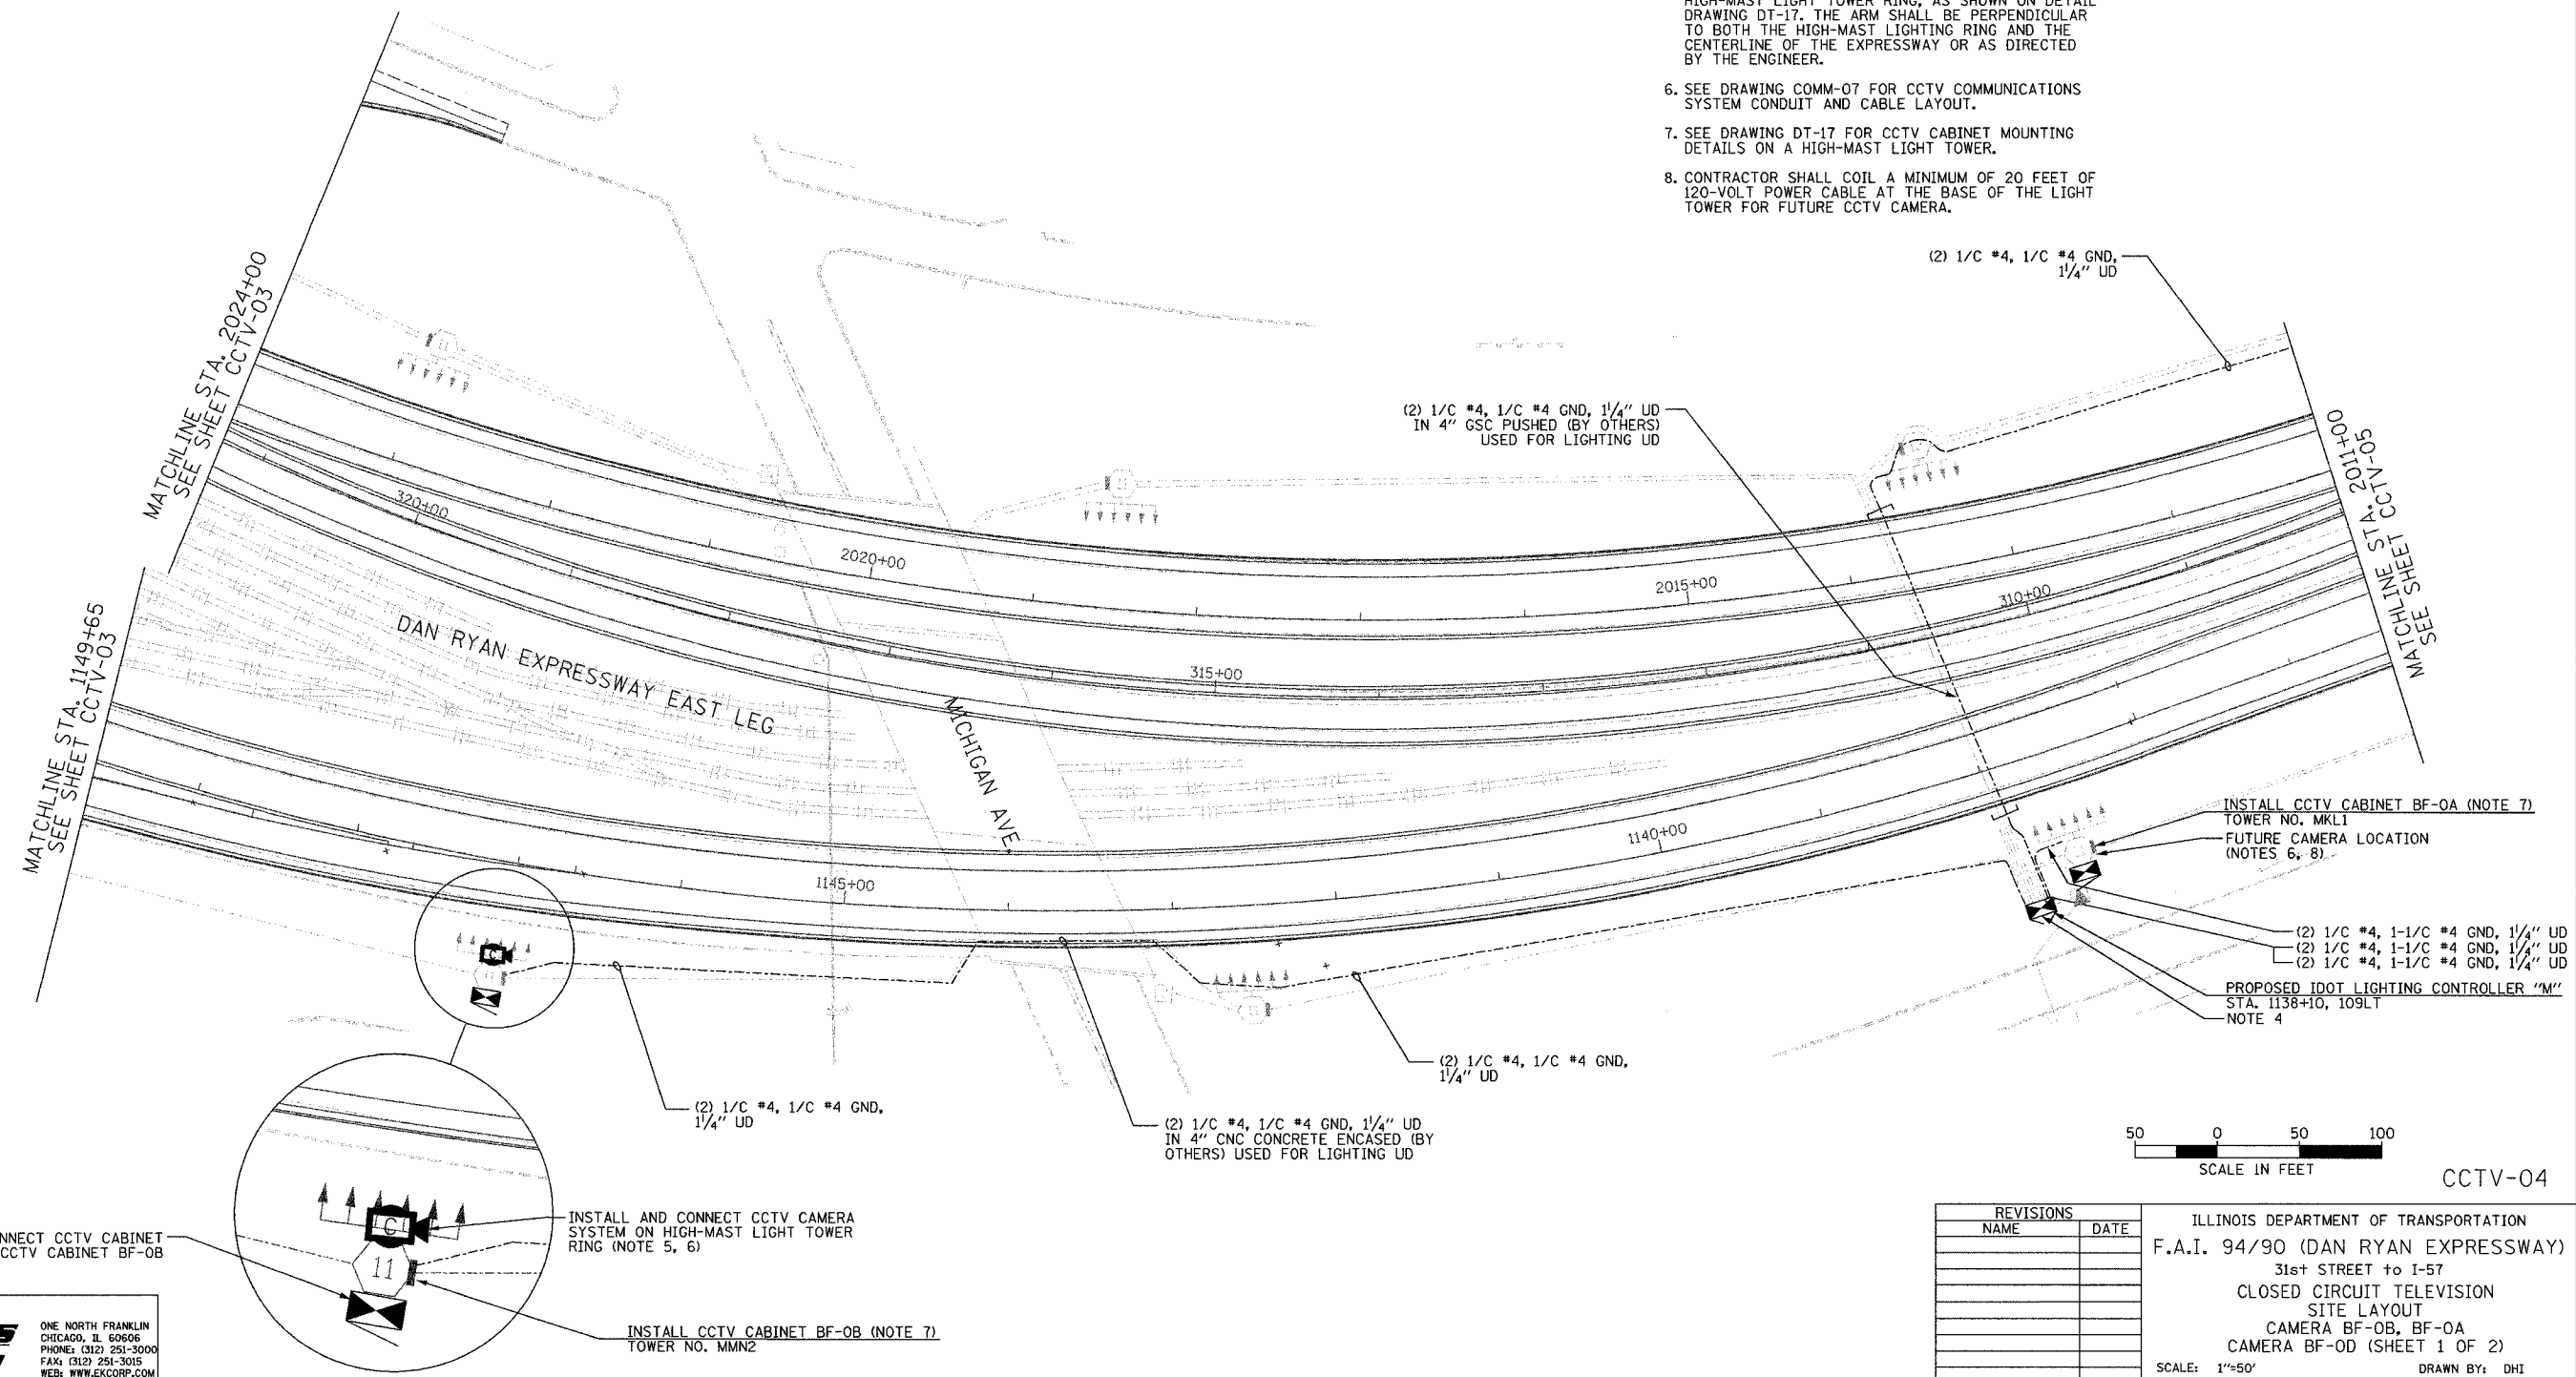 HIGH-MAST LIGHT TOWER RING, AS SHOWN ON DETAIL
DRAWING DT-17. THE ARM SHALL BE PERPENDICULAR
TO BOTH THE HIGH-MAST LIGHTING RING AND THE
CENTERLINE OF THE EXPRESSWAY OR AS DIRECTED
BY THE ENGINEER.
6. SEE DRAWING COMM-07 FOR CCTV COMMUNICATIONS
SYSTEM CONDUIT AND CABLE LAYOUT.
7. SEE DRAWING DT-17 FOR CCTV CABINET MOUNTING
DETAILS ON A HIGH-MAST LIGHT TOWER.
8. CONTRACTOR SHALL COIL A MINIMUM OF 20 FEET OF
120-VOLT POWER CABLE AT THE BASE OF THE LIGHT
TOWER FOR FUTURE CCTV CAMERA.
(2) 1/C #4, 1/C #4 GND,
1¼" UD
MATCHLINE STA. 2024+00
SEE SHEET CCTV-03
(2) 1/C #4, 1/C #4 GND, 1¼" UD
IN 4" GSC PUSHED (BY OTHERS)
USED FOR LIGHTING UD
MATCHLINE STA. 2011+00
SEE SHEET CCTV-05
11
11
320+00
2020+00
2015+00
310+00
315+00
MATCHLINE STA. 1149+65
SEE SHEET CCTV-03
DAN RYAN EXPRESSWAY EAST LEG
MICHIGAN AVE.
1140+00
1145+00
INSTALL CCTV CABINET BF-0A (NOTE 7)
TOWER NO. MKL1
FUTURE CAMERA LOCATION
(NOTES 6, 8)
(2) 1/C #4, 1-1/C #4 GND, 1¼" UD
(2) 1/C #4, 1-1/C #4 GND, 1¼" UD
(2) 1/C #4, 1-1/C #4 GND, 1¼" UD
PROPOSED IDOT LIGHTING CONTROLLER "M"
STA. 1138+10, 109LT
NOTE 4
C
11
11
(2) 1/C #4, 1/C #4 GND,
1¼" UD
(2) 1/C #4, 1/C #4 GND,
1¼" UD
(2) 1/C #4, 1/C #4 GND, 1¼" UD
IN 4" CNC CONCRETE ENCASED (BY
OTHERS) USED FOR LIGHTING UD
50 0 50 100
SCALE IN FEET
CCTV-04
C
11
INSTALL AND CONNECT CCTV CAMERA
SYSTEM ON HIGH-MAST LIGHT TOWER
RING (NOTE 5, 6)
NNECT CCTV CABINET
CCTV CABINET BF-0B
INSTALL CCTV CABINET BF-0B (NOTE 7)
TOWER NO. MMN2
ONE NORTH FRANKLIN
CHICAGO, IL 60606
PHONE: (312) 251-3000
FAX: (312) 251-3015
WEB: WWW.EKCORP.COM
REVISIONS
NAME DATE
ILLINOIS DEPARTMENT OF TRANSPORTATION
F.A.I. 94/90 (DAN RYAN EXPRESSWAY)
31st STREET to I-57
CLOSED CIRCUIT TELEVISION
SITE LAYOUT
CAMERA BF-0B, BF-0A
CAMERA BF-0D (SHEET 1 OF 2)
SCALE: 1"=50' DRAWN BY: DHI